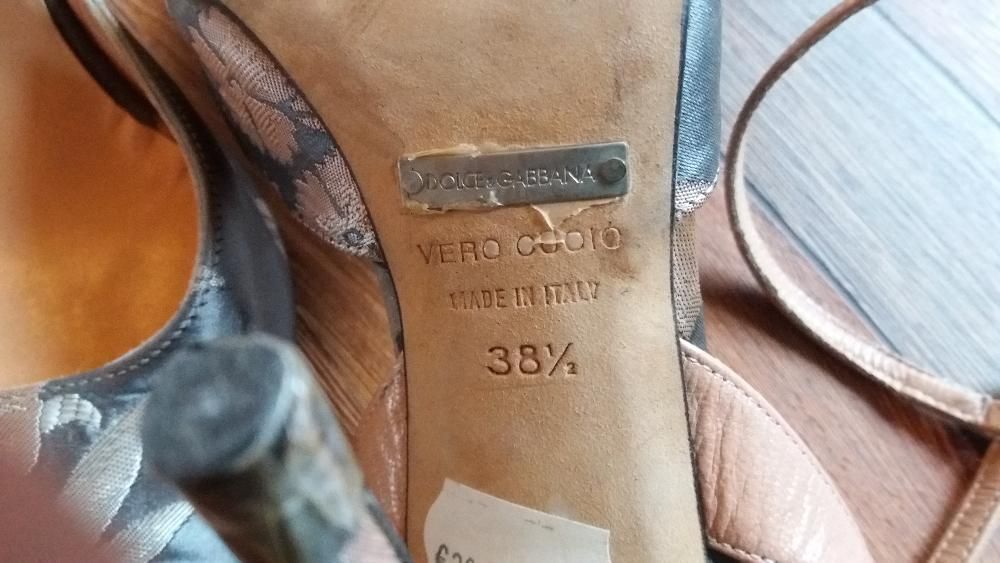 DOLCE & GABBANA
VERO CUOIO
MADE IN ITALY
38½